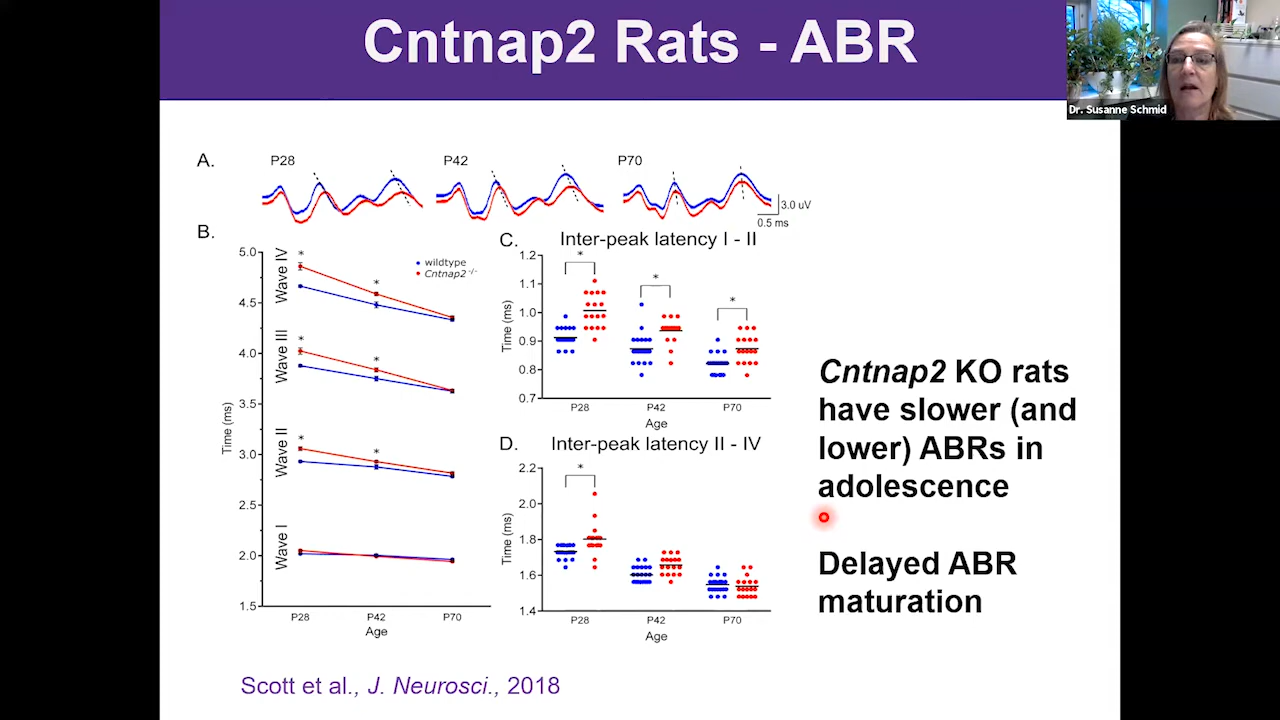 Cntnap2 Rats - ABR
Dr. Susanne Schmid
A.
P28
P42
P70
3.0 uV
0.5 ms
B.
5.0
4.5
4.0
3.5
3.0
2.5
2.0
1.5
Time (ms)
Wave IV
Wave III
Wave II
Wave I
* *
* *
* *
wildtype
Cntnap2 -/-
P28 P42 P70
Age
C.
Inter-peak latency I - II
1.2
1.1
1.0
0.9
0.8
0.7
Time (ms)
* * *
P28 P42 P70
Age
D.
Inter-peak latency II - IV
2.2
2.0
1.8
1.6
1.4
Time (ms)
*
P28 P42 P70
Age
Cntnap2 KO rats
have slower (and
lower) ABRs in
adolescence
Delayed ABR
maturation
Scott et al., J. Neurosci., 2018